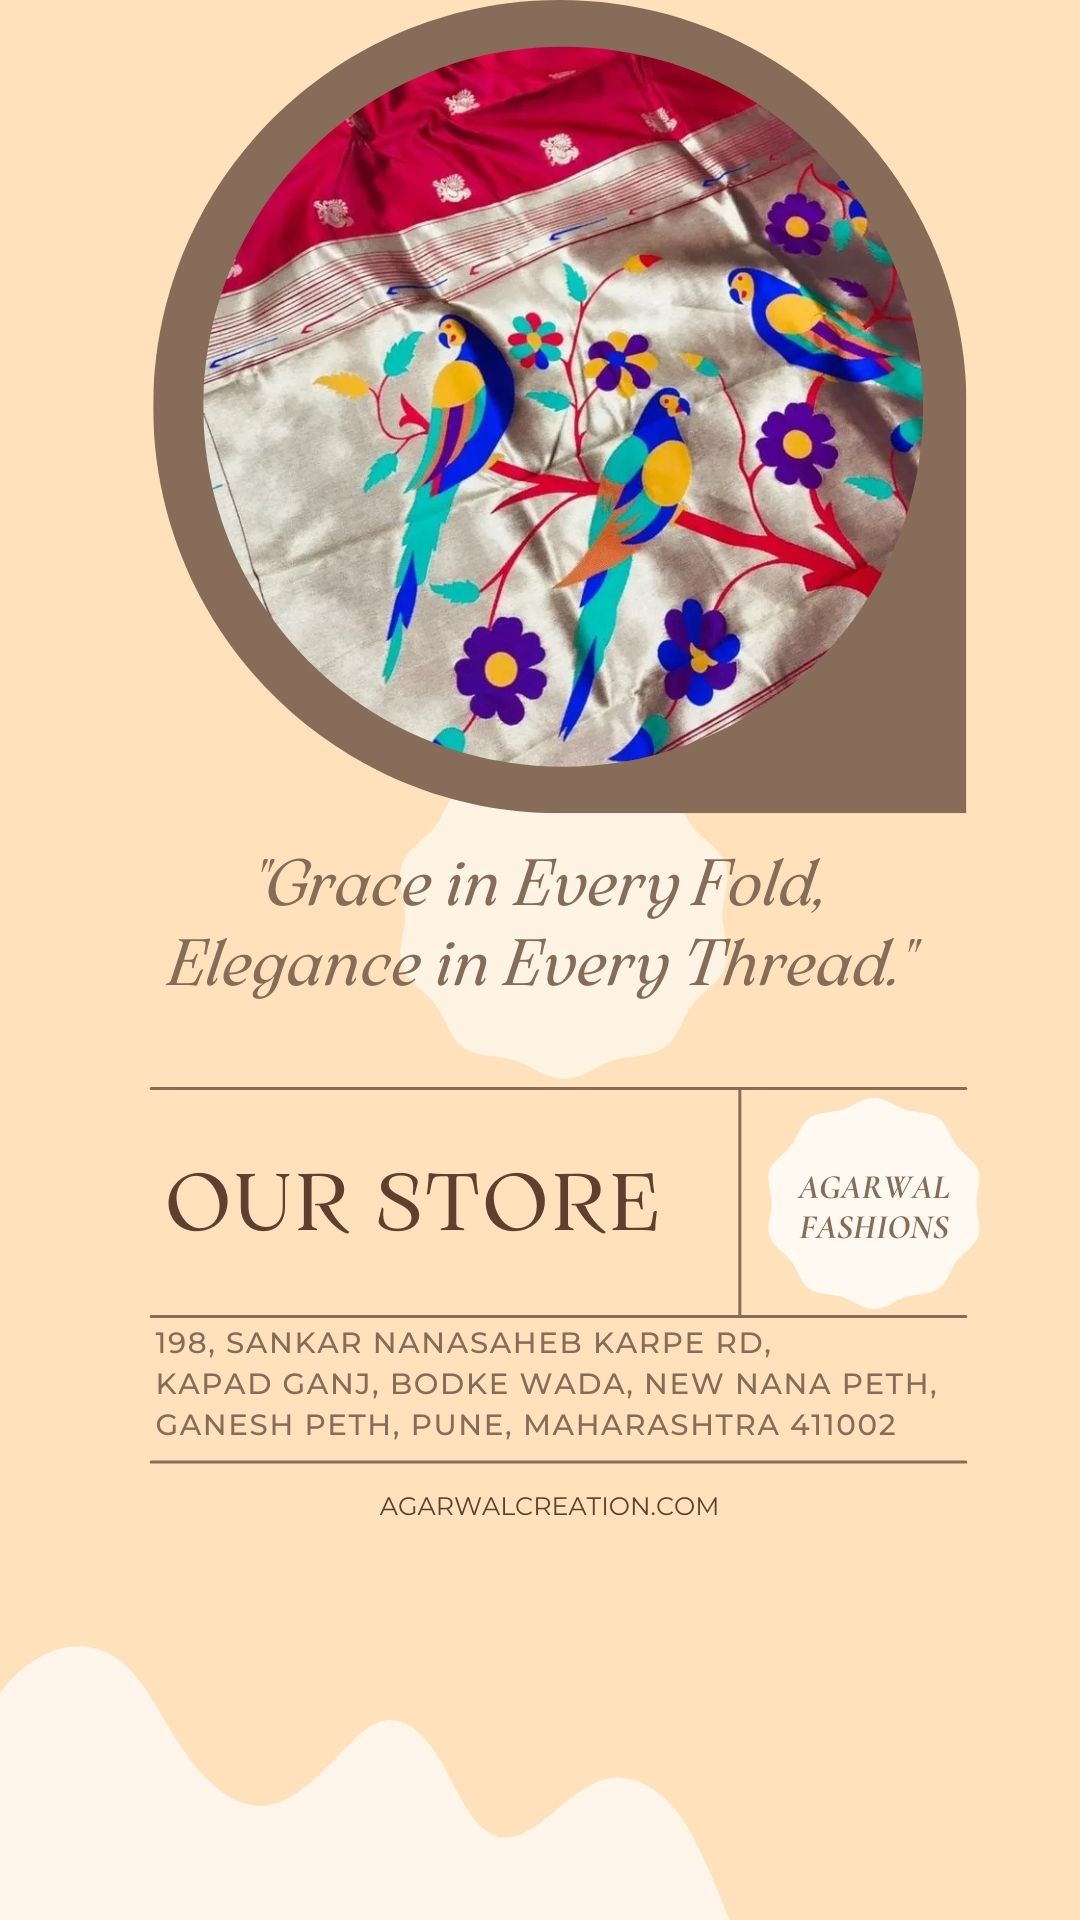 "Grace in Every Fold,
Elegance in Every Thread."
OUR STORE
AGARWAL
FASHIONS
198, SANKAR NANASAHEB KARPE RD,
KAPAD GANJ, BODKE WADA, NEW NANA PETH,
GANESH PETH, PUNE, MAHARASHTRA 411002
AGARWALCREATION.COM